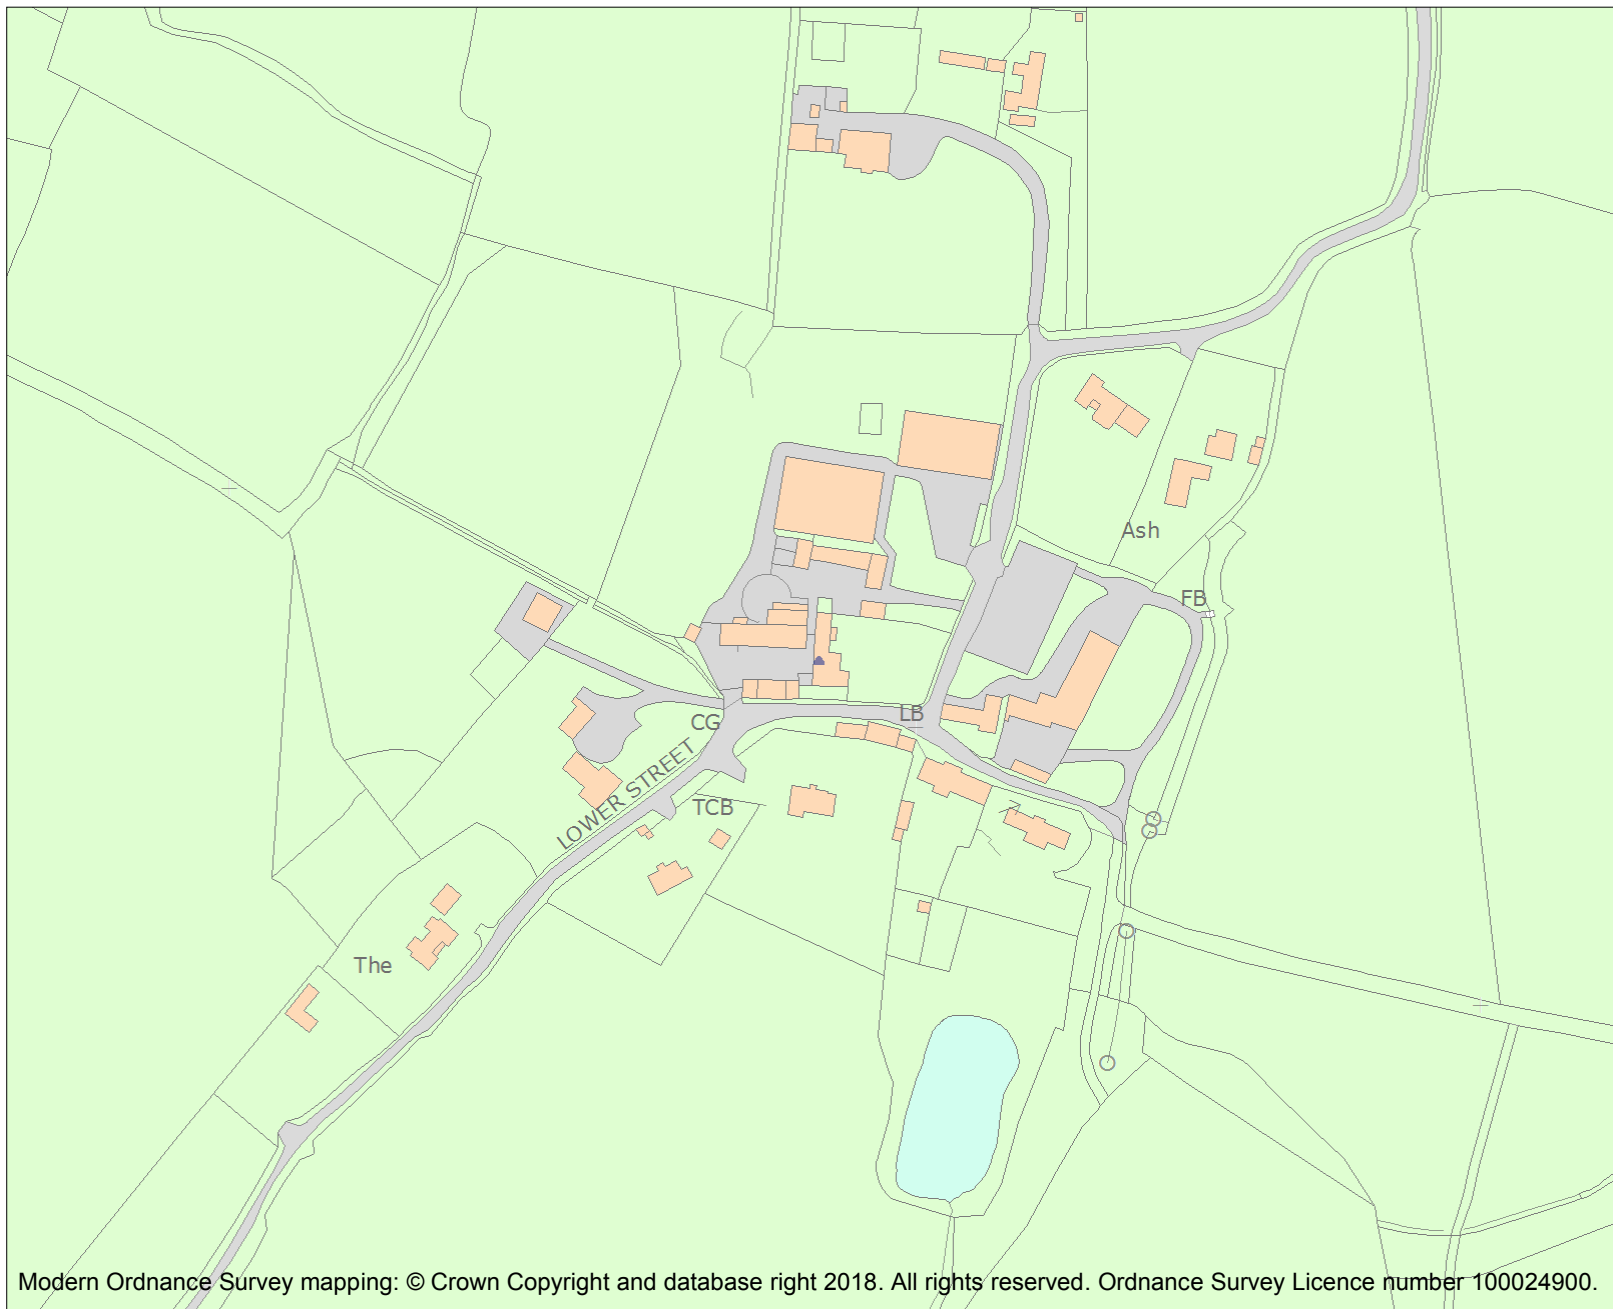 Ash
FB
LB
CG
LOWER STREET
TCB
The
Modern Ordnance Survey mapping: © Crown Copyright and database right 2018. All rights reserved. Ordnance Survey Licence number 100024900.